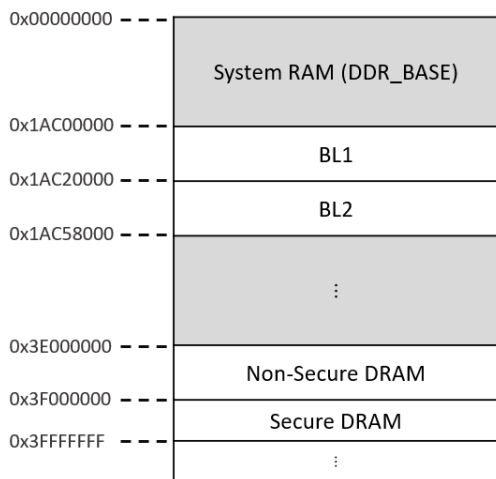 0x00000000
System RAM (DDR_BASE)
0x1AC00000
BL1
0x1AC20000
BL2
0x1AC58000
⋮
0x3E000000
Non-Secure DRAM
0x3F000000
Secure DRAM
0x3FFFFFFF
⋮